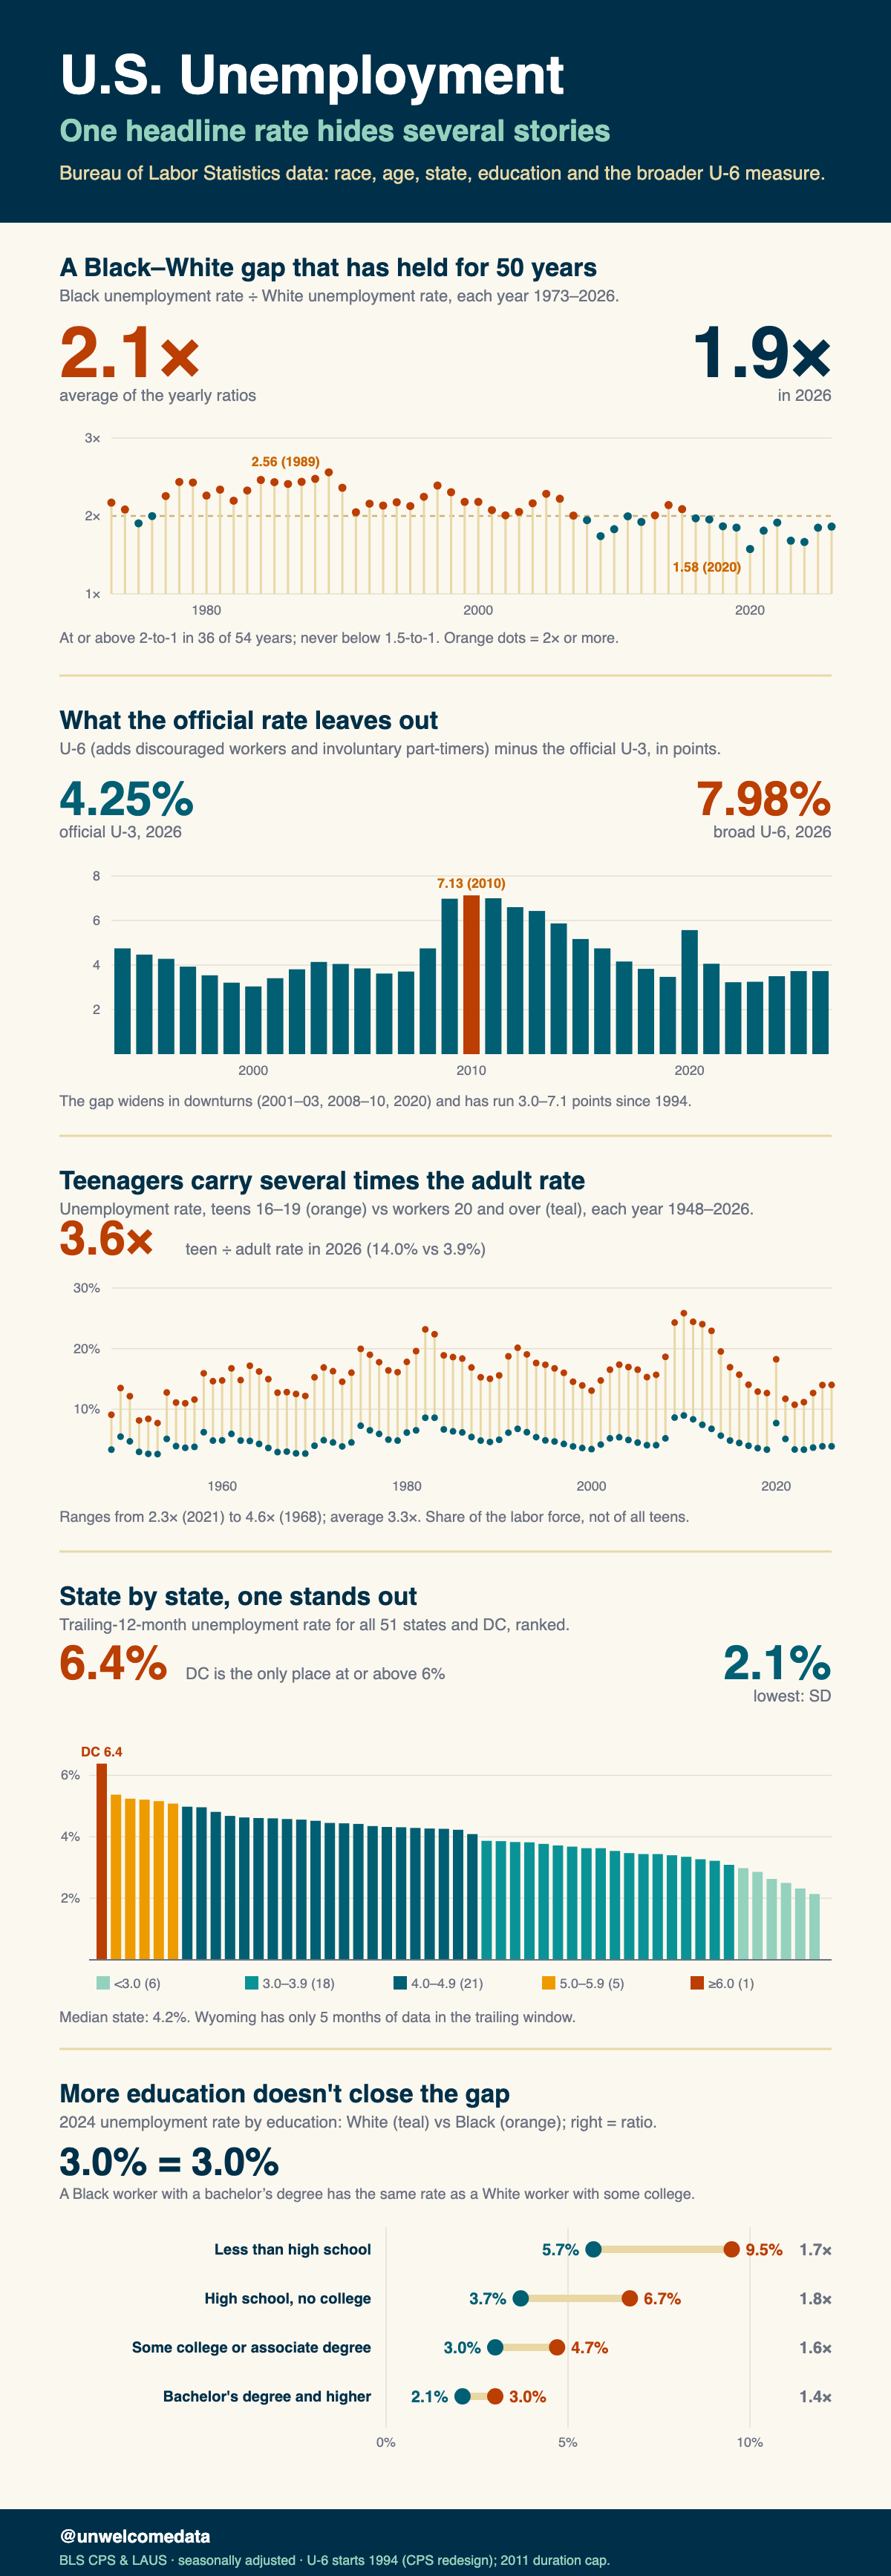 U.S. Unemployment
One headline rate hides several stories
Bureau of Labor Statistics data: race, age, state, education and the broader U-6 measure.
A Black–White gap that has held for 50 years
Black unemployment rate ÷ White unemployment rate, each year 1973–2026.
2.1×
1.9×
average of the yearly ratios
in 2026
3×
2.56 (1989)
2×
1.58 (2020)
1×
1980
2000
2020
At or above 2-to-1 in 36 of 54 years; never below 1.5-to-1. Orange dots = 2× or more.
What the official rate leaves out
U-6 (adds discouraged workers and involuntary part-timers) minus the official U-3, in points.
4.25%
7.98%
official U-3, 2026
broad U-6, 2026
8
7.13 (2010)
6
4
2
2000
2010
2020
The gap widens in downturns (2001–03, 2008–10, 2020) and has run 3.0–7.1 points since 1994.
Teenagers carry several times the adult rate
Unemployment rate, teens 16–19 (orange) vs workers 20 and over (teal), each year 1948–2026.
3.6×
teen ÷ adult rate in 2026 (14.0% vs 3.9%)
30%
20%
10%
1960
1980
2000
2020
Ranges from 2.3× (2021) to 4.6× (1968); average 3.3×. Share of the labor force, not of all teens.
State by state, one stands out
Trailing-12-month unemployment rate for all 51 states and DC, ranked.
6.4%
DC is the only place at or above 6%
2.1%
lowest: SD
DC 6.4
6%
4%
2%
<3.0 (6)
3.0–3.9 (18)
4.0–4.9 (21)
5.0–5.9 (5)
≥6.0 (1)
Median state: 4.2%. Wyoming has only 5 months of data in the trailing window.
More education doesn't close the gap
2024 unemployment rate by education: White (teal) vs Black (orange); right = ratio.
3.0% = 3.0%
A Black worker with a bachelor’s degree has the same rate as a White worker with some college.
Less than high school
5.7%
9.5%
1.7×
High school, no college
3.7%
6.7%
1.8×
Some college or associate degree
3.0%
4.7%
1.6×
Bachelor's degree and higher
2.1%
3.0%
1.4×
0%
5%
10%
@unwelcomedata
BLS CPS & LAUS · seasonally adjusted · U-6 starts 1994 (CPS redesign); 2011 duration cap.